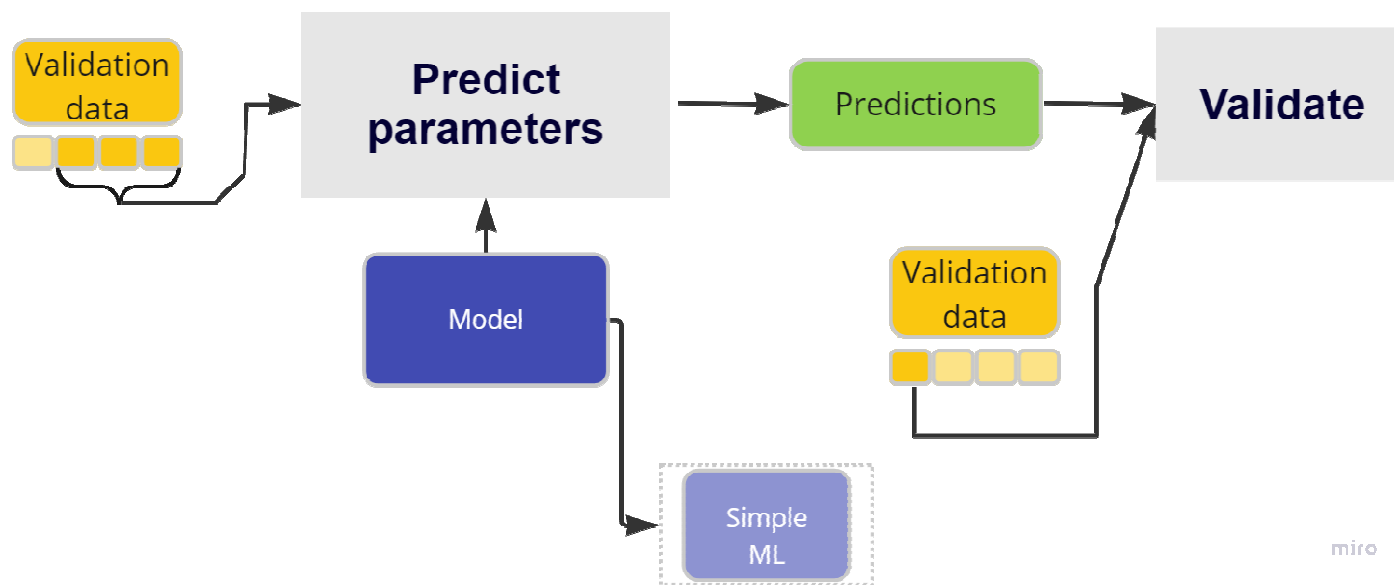 Validation
data
Predict
parameters
Predictions
Validate
Model
Validation
data
Simple
ML
miro